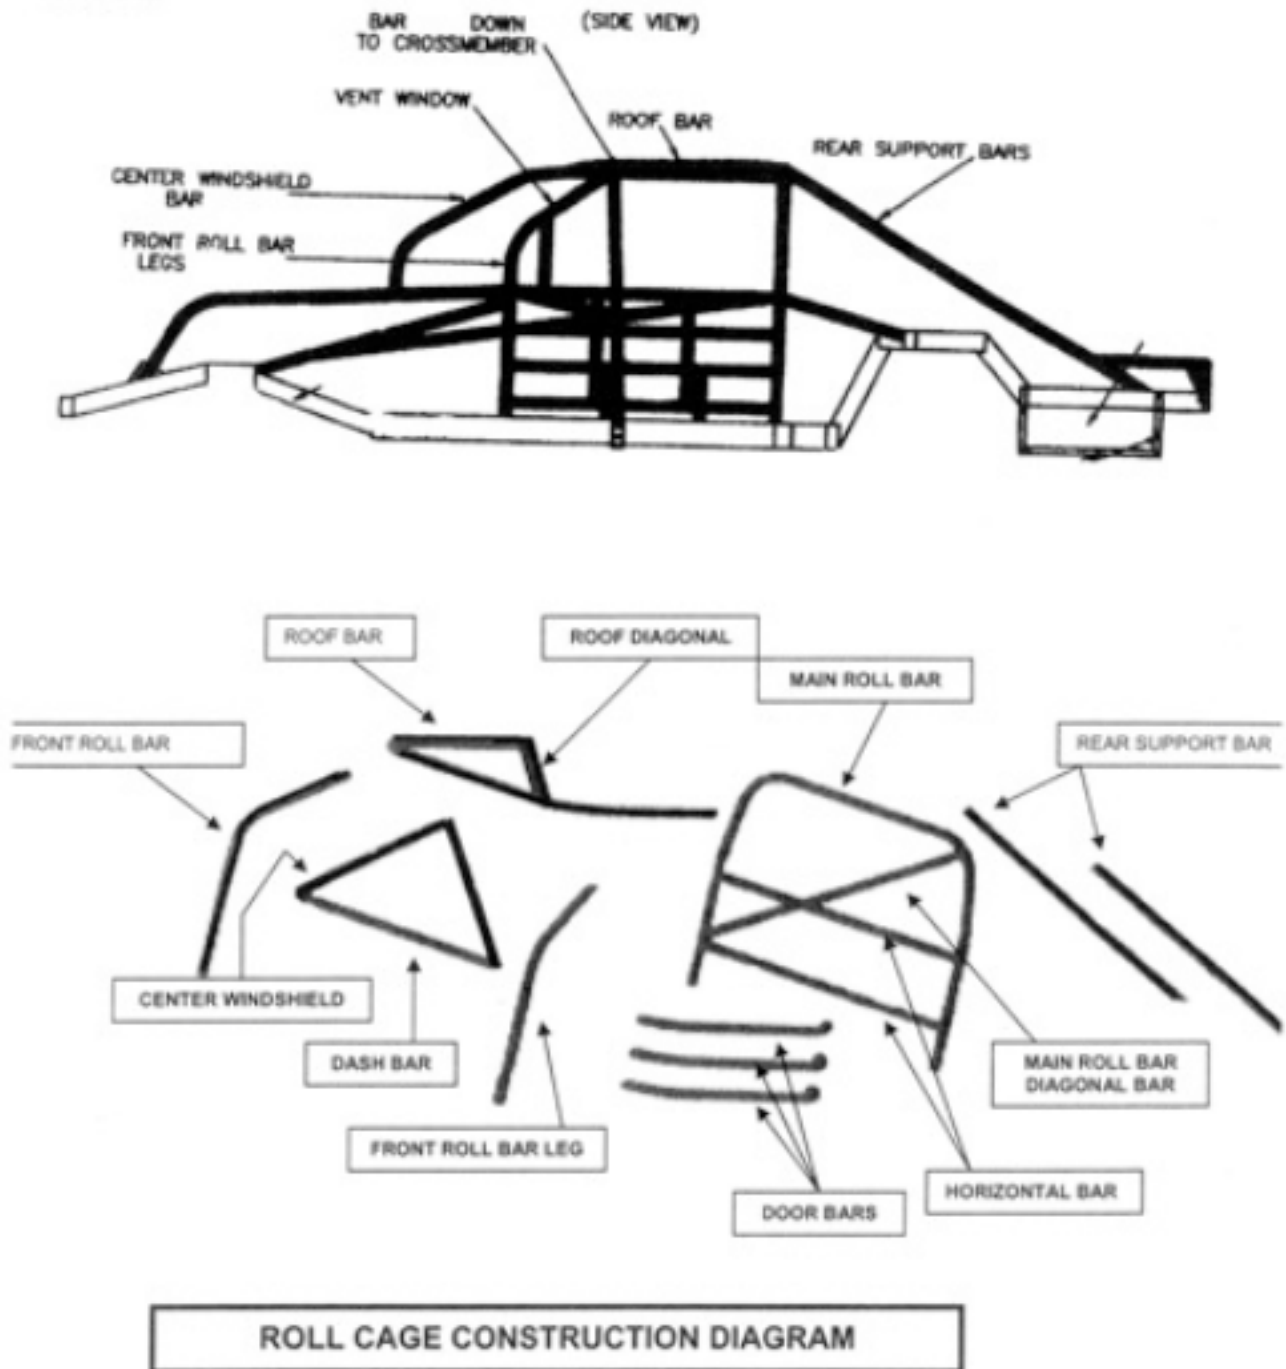 BAR DOWN (SIDE VIEW)
TO CROSSMEMBER
VENT WINDOW
ROOF BAR
REAR SUPPORT BARS
CENTER WINDSHIELD
BAR
FRONT ROLL BAR
LEGS
ROOF BAR
ROOF DIAGONAL
MAIN ROLL BAR
FRONT ROLL BAR
REAR SUPPORT BAR
CENTER WINDSHIELD
DASH BAR
MAIN ROLL BAR
DIAGONAL BAR
FRONT ROLL BAR LEG
HORIZONTAL BAR
DOOR BARS
ROLL CAGE CONSTRUCTION DIAGRAM